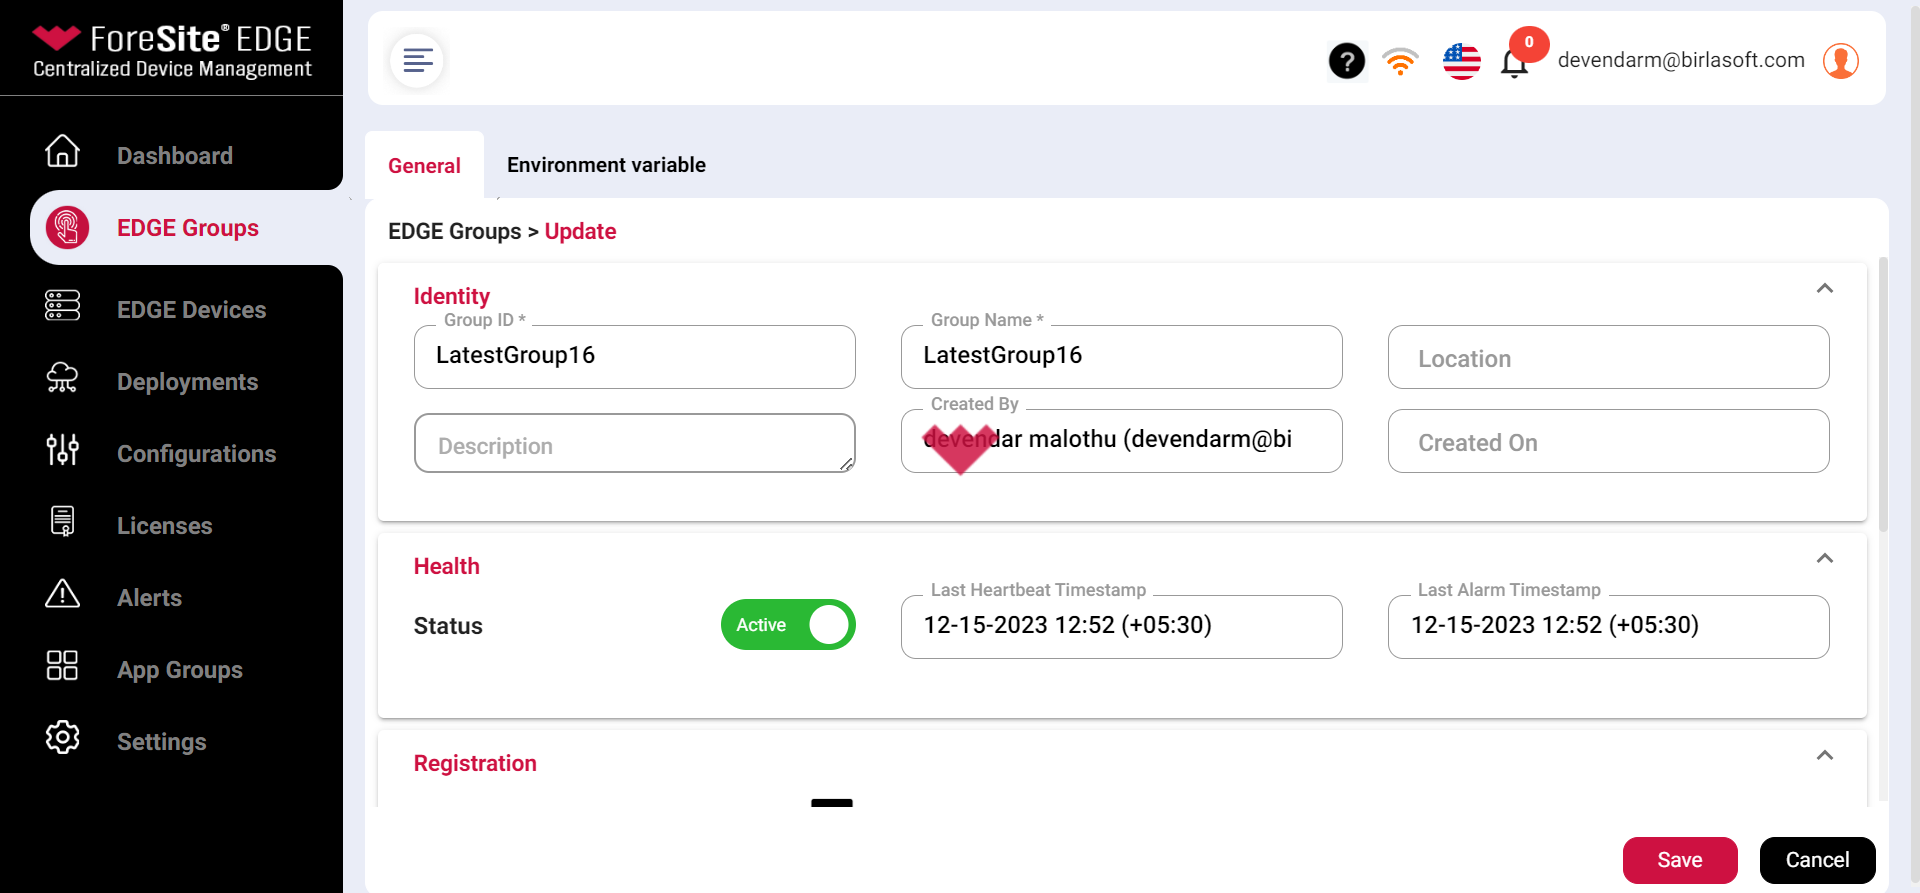 ForeSite® EDGE
Centralized Device Management
?
0
devendarm@birlasoft.com
Dashboard
EDGE Groups
EDGE Devices
Deployments
Configurations
Licenses
Alerts
App Groups
Settings
General
Environment variable
EDGE Groups > Update
Identity
Group ID *
LatestGroup16
Group Name *
LatestGroup16
Location
Description
Created By
devendar malothu (devendarm@bi
Created On
Health
Status
Active
Last Heartbeat Timestamp
12-15-2023 12:52 (+05:30)
Last Alarm Timestamp
12-15-2023 12:52 (+05:30)
Registration
Save
Cancel